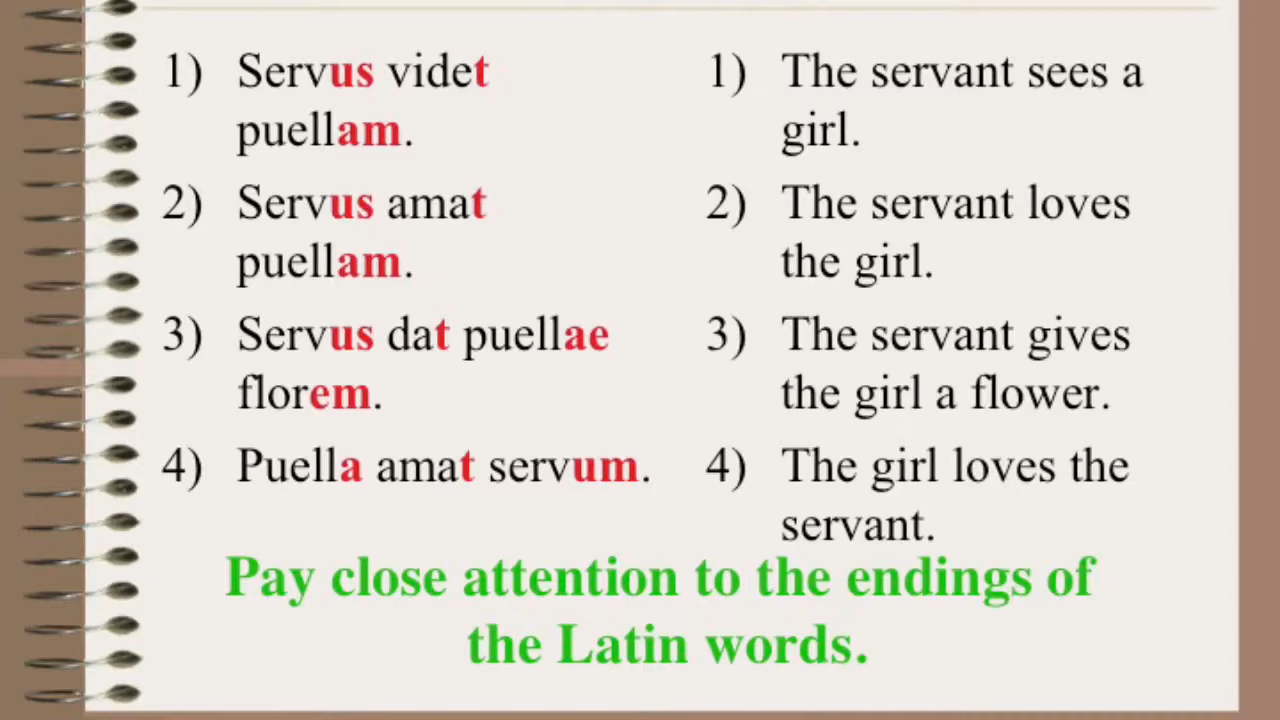 1) Servus videt
puellam.
2) Servus amat
puellam.
3) Servus dat puellae
florem.
4) Puella amat servum.
1) The servant sees a
girl.
2) The servant loves
the girl.
3) The servant gives
the girl a flower.
4) The girl loves the
servant.
Pay close attention to the endings of
the Latin words.